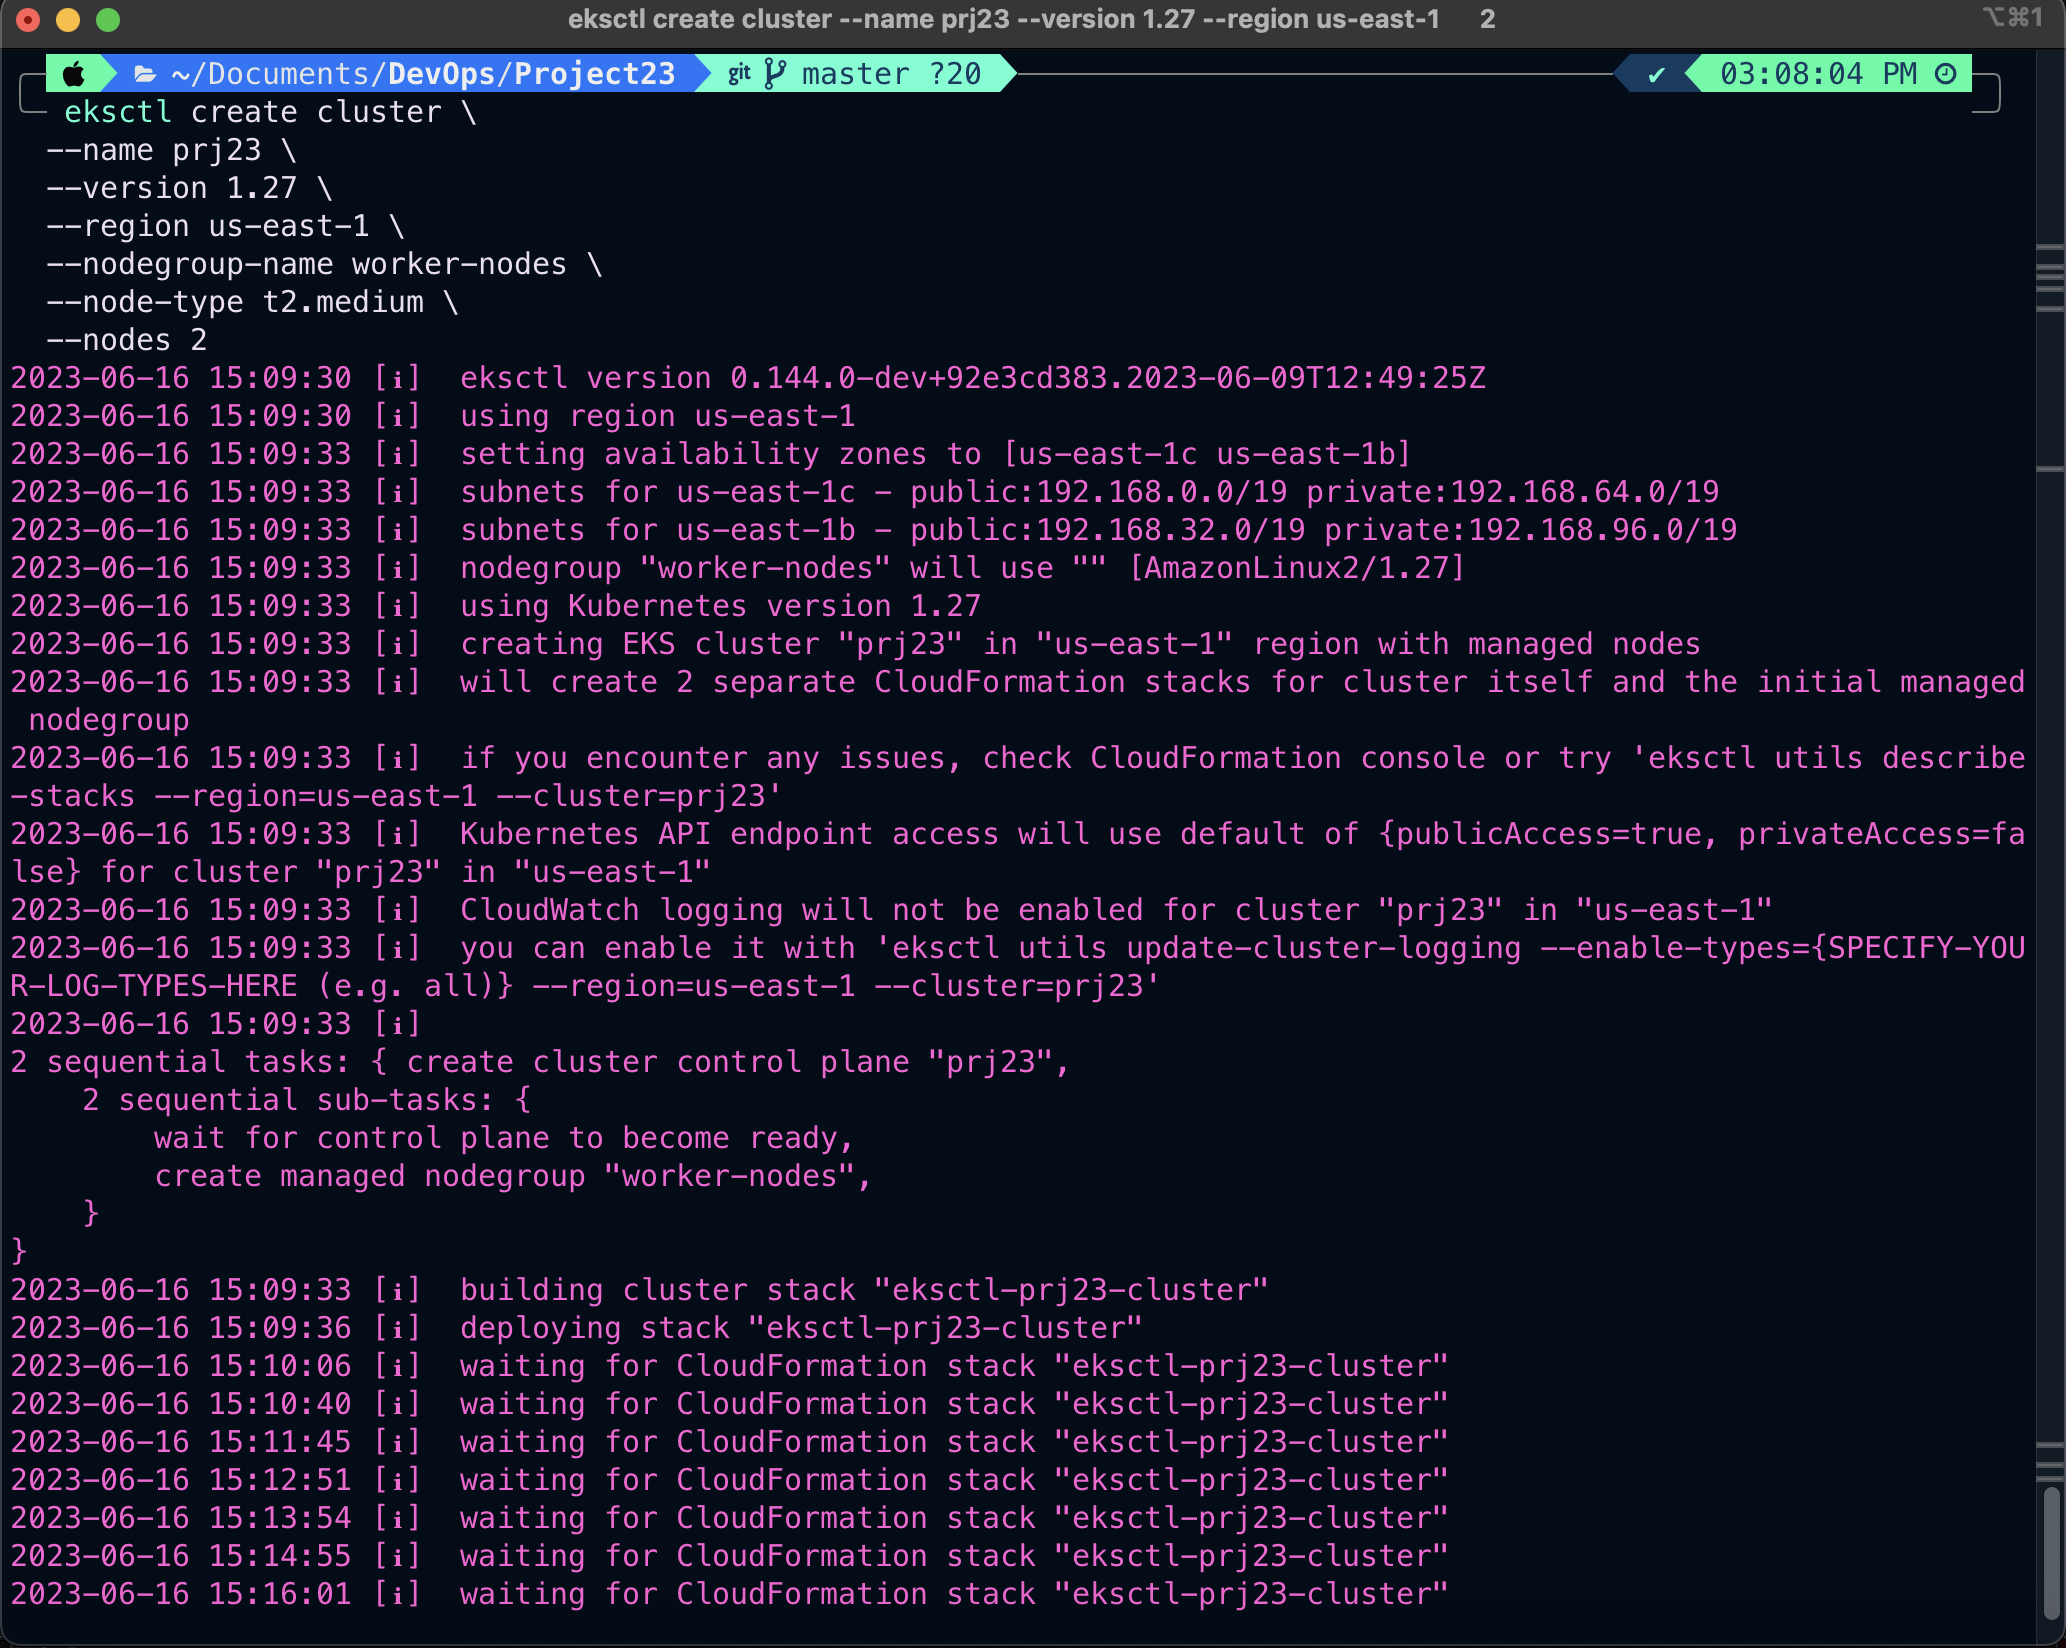 eksctl create cluster --name prj23 --version 1.27 --region us-east-1 2 ⌥⌘1
~/Documents/DevOps/Project23 git master ?20 ✔ 03:08:04 PM
eksctl create cluster \
--name prj23 \
--version 1.27 \
--region us-east-1 \
--nodegroup-name worker-nodes \
--node-type t2.medium \
--nodes 2
2023-06-16 15:09:30 [ℹ]  eksctl version 0.144.0-dev+92e3cd383.2023-06-09T12:49:25Z
2023-06-16 15:09:30 [ℹ]  using region us-east-1
2023-06-16 15:09:33 [ℹ]  setting availability zones to [us-east-1c us-east-1b]
2023-06-16 15:09:33 [ℹ]  subnets for us-east-1c - public:192.168.0.0/19 private:192.168.64.0/19
2023-06-16 15:09:33 [ℹ]  subnets for us-east-1b - public:192.168.32.0/19 private:192.168.96.0/19
2023-06-16 15:09:33 [ℹ]  nodegroup "worker-nodes" will use "" [AmazonLinux2/1.27]
2023-06-16 15:09:33 [ℹ]  using Kubernetes version 1.27
2023-06-16 15:09:33 [ℹ]  creating EKS cluster "prj23" in "us-east-1" region with managed nodes
2023-06-16 15:09:33 [ℹ]  will create 2 separate CloudFormation stacks for cluster itself and the initial managed
nodegroup
2023-06-16 15:09:33 [ℹ]  if you encounter any issues, check CloudFormation console or try 'eksctl utils describe
-stacks --region=us-east-1 --cluster=prj23'
2023-06-16 15:09:33 [ℹ]  Kubernetes API endpoint access will use default of {publicAccess=true, privateAccess=fa
lse} for cluster "prj23" in "us-east-1"
2023-06-16 15:09:33 [ℹ]  CloudWatch logging will not be enabled for cluster "prj23" in "us-east-1"
2023-06-16 15:09:33 [ℹ]  you can enable it with 'eksctl utils update-cluster-logging --enable-types={SPECIFY-YOU
R-LOG-TYPES-HERE (e.g. all)} --region=us-east-1 --cluster=prj23'
2023-06-16 15:09:33 [ℹ]
2 sequential tasks: { create cluster control plane "prj23",
    2 sequential sub-tasks: {
        wait for control plane to become ready,
        create managed nodegroup "worker-nodes",
    }
}
2023-06-16 15:09:33 [ℹ]  building cluster stack "eksctl-prj23-cluster"
2023-06-16 15:09:36 [ℹ]  deploying stack "eksctl-prj23-cluster"
2023-06-16 15:10:06 [ℹ]  waiting for CloudFormation stack "eksctl-prj23-cluster"
2023-06-16 15:10:40 [ℹ]  waiting for CloudFormation stack "eksctl-prj23-cluster"
2023-06-16 15:11:45 [ℹ]  waiting for CloudFormation stack "eksctl-prj23-cluster"
2023-06-16 15:12:51 [ℹ]  waiting for CloudFormation stack "eksctl-prj23-cluster"
2023-06-16 15:13:54 [ℹ]  waiting for CloudFormation stack "eksctl-prj23-cluster"
2023-06-16 15:14:55 [ℹ]  waiting for CloudFormation stack "eksctl-prj23-cluster"
2023-06-16 15:16:01 [ℹ]  waiting for CloudFormation stack "eksctl-prj23-cluster"